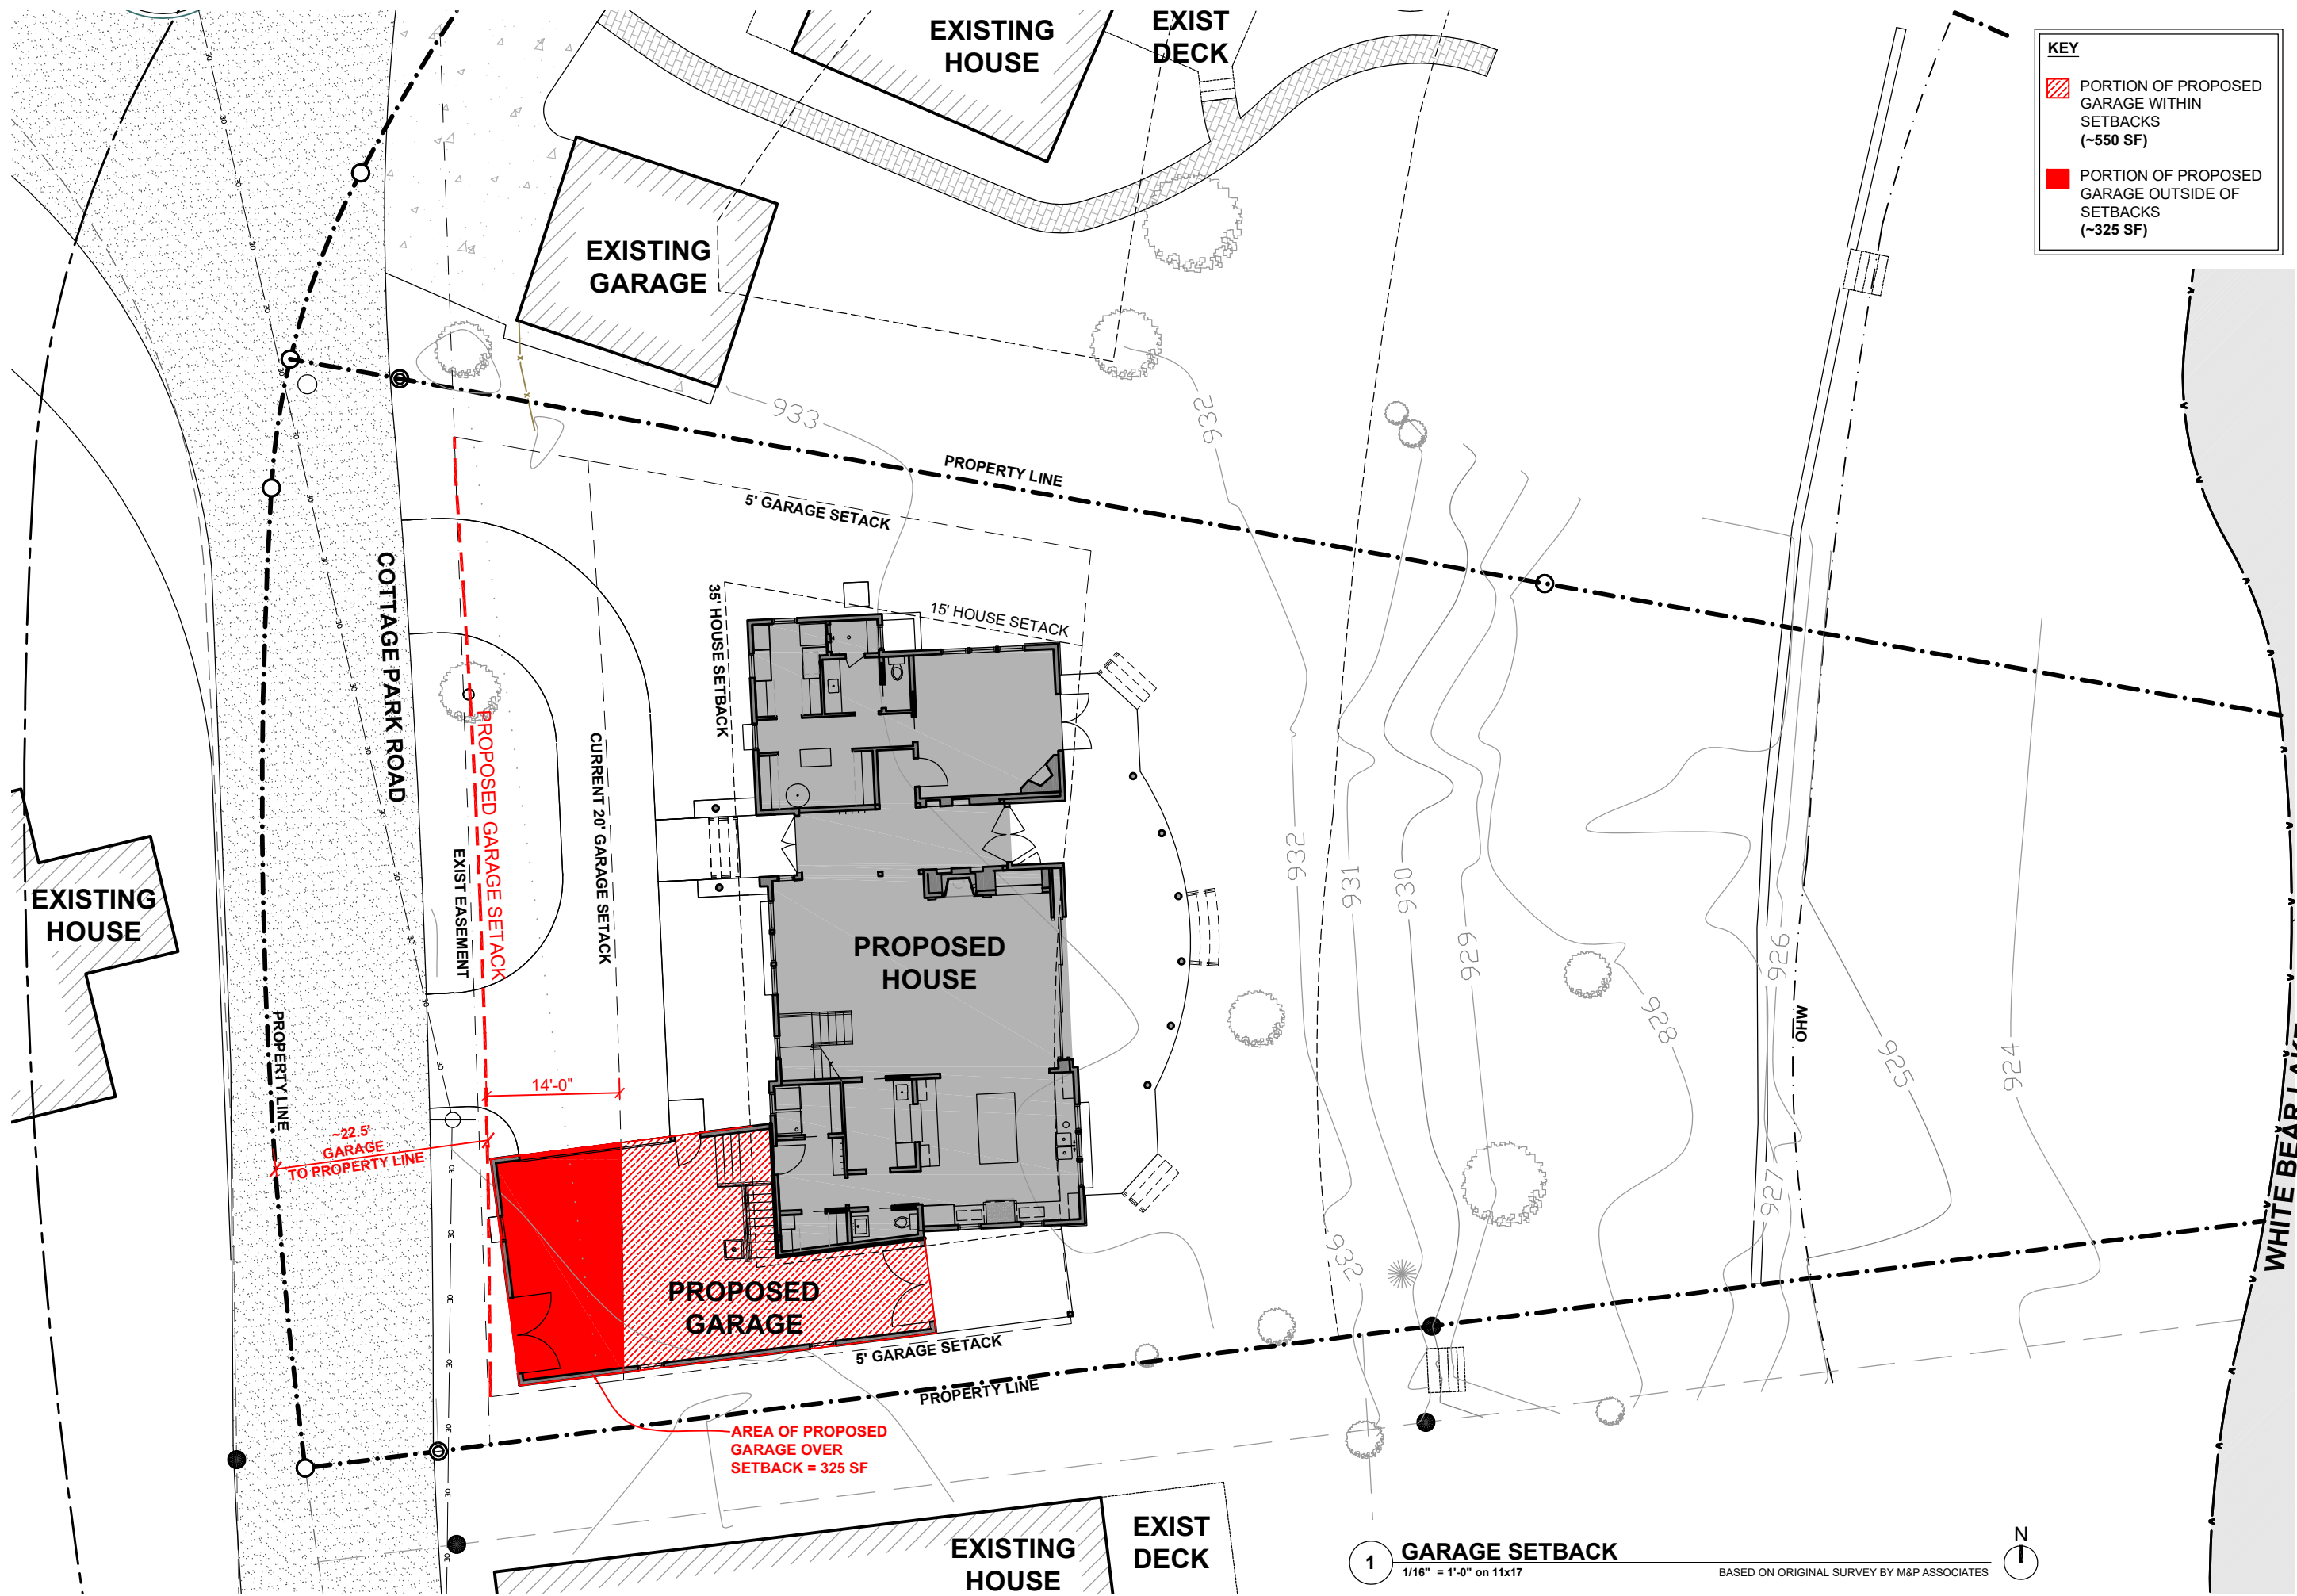 EXISTING
HOUSE
EXIST
DECK
KEY
PORTION OF PROPOSED
GARAGE WITHIN
SETBACKS
(~550 SF)
PORTION OF PROPOSED
GARAGE OUTSIDE OF
SETBACKS
(~325 SF)
EXISTING
GARAGE
933
932
PROPERTY LINE
5' GARAGE SETACK
COTTAGE PARK ROAD
35' HOUSE SETBACK
15' HOUSE SETACK
PROPOSED GARAGE SETACK
CURRENT 20' GARAGE SETACK
EXIST EASEMENT
EXISTING
HOUSE
PROPOSED
HOUSE
932
931
930
929
928
926
OHW
925
924
PROPERTY LINE
14'-0"
~22.5'
GARAGE
TO PROPERTY LINE
927
932
WHITE BEAR LAKE
PROPOSED
GARAGE
5' GARAGE SETACK
PROPERTY LINE
AREA OF PROPOSED
GARAGE OVER
SETBACK = 325 SF
EXISTING
HOUSE
EXIST
DECK
1
GARAGE SETBACK
1/16" = 1'-0" on 11x17
BASED ON ORIGINAL SURVEY BY M&P ASSOCIATES
N